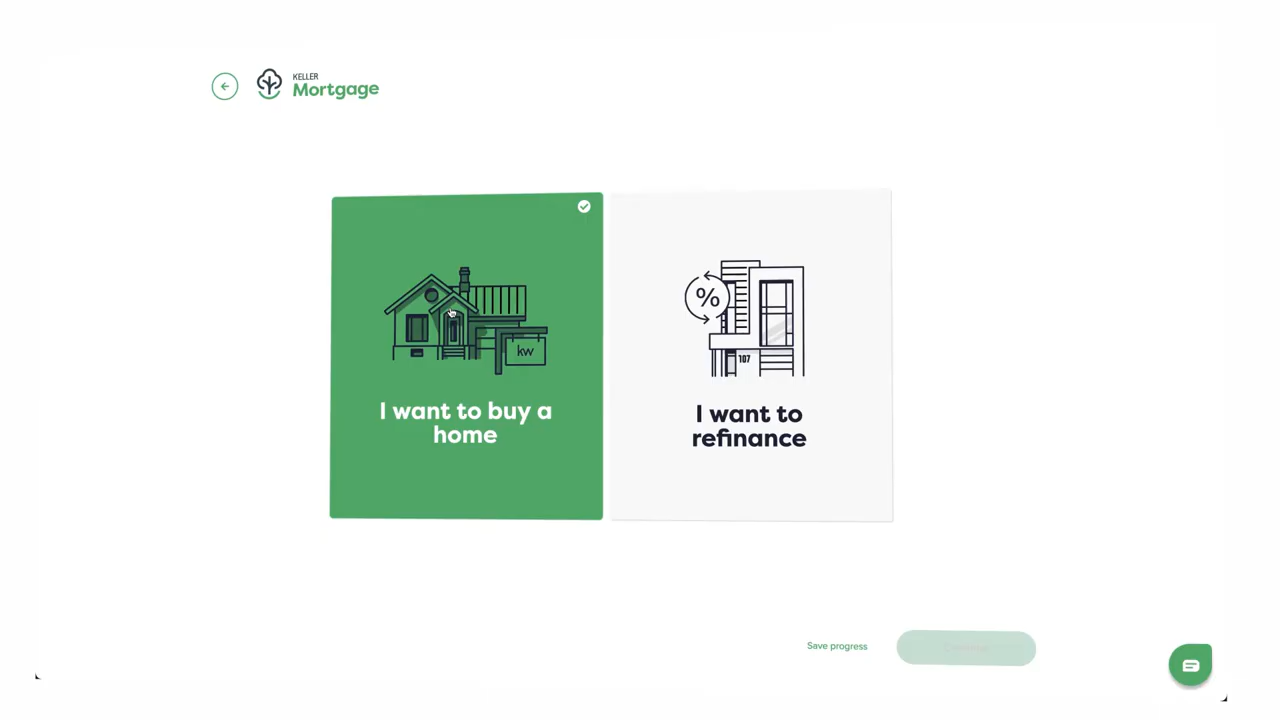 KELLER
Mortgage
kw
%
107
I want to buy a
home
I want to
refinance
Save progress